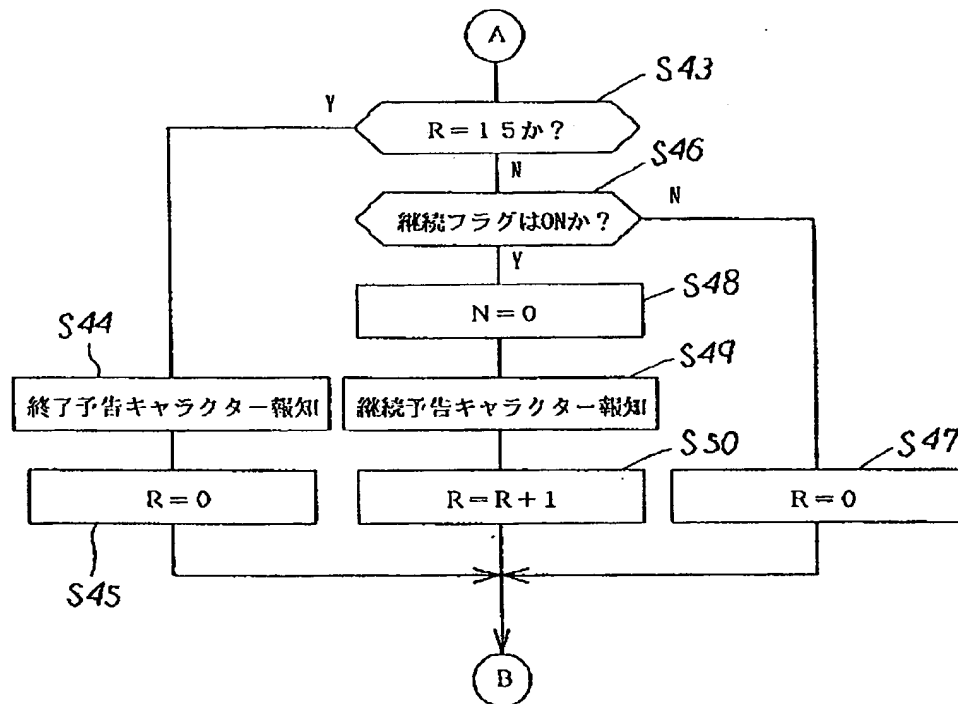 A
S43
Y
R=15か?
N
S46
N
継続フラグはONか?
Y
S48
N=0
S44
S49
終了予告キャラクター報知
継続予告キャラクター報知
S50
S47
R=0
R=R+1
R=0
S45
B